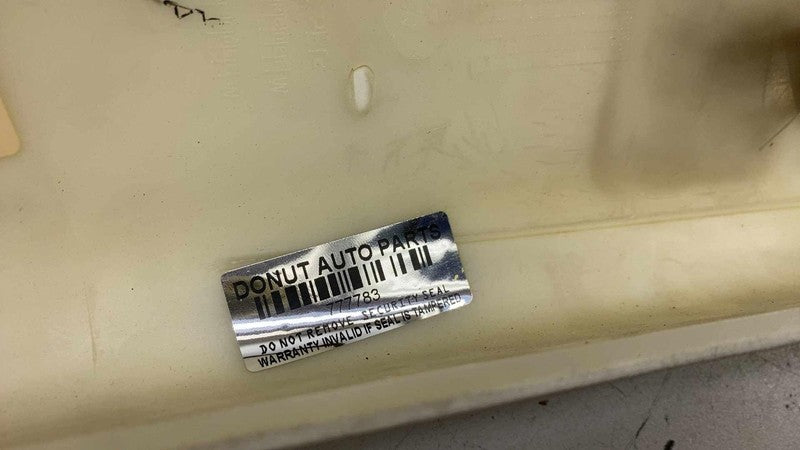 DONUT AUTO PARTS
777783
DO NOT REMOVE SECURITY SEAL
WARRANTY INVALID IF SEAL IS TAMPERED